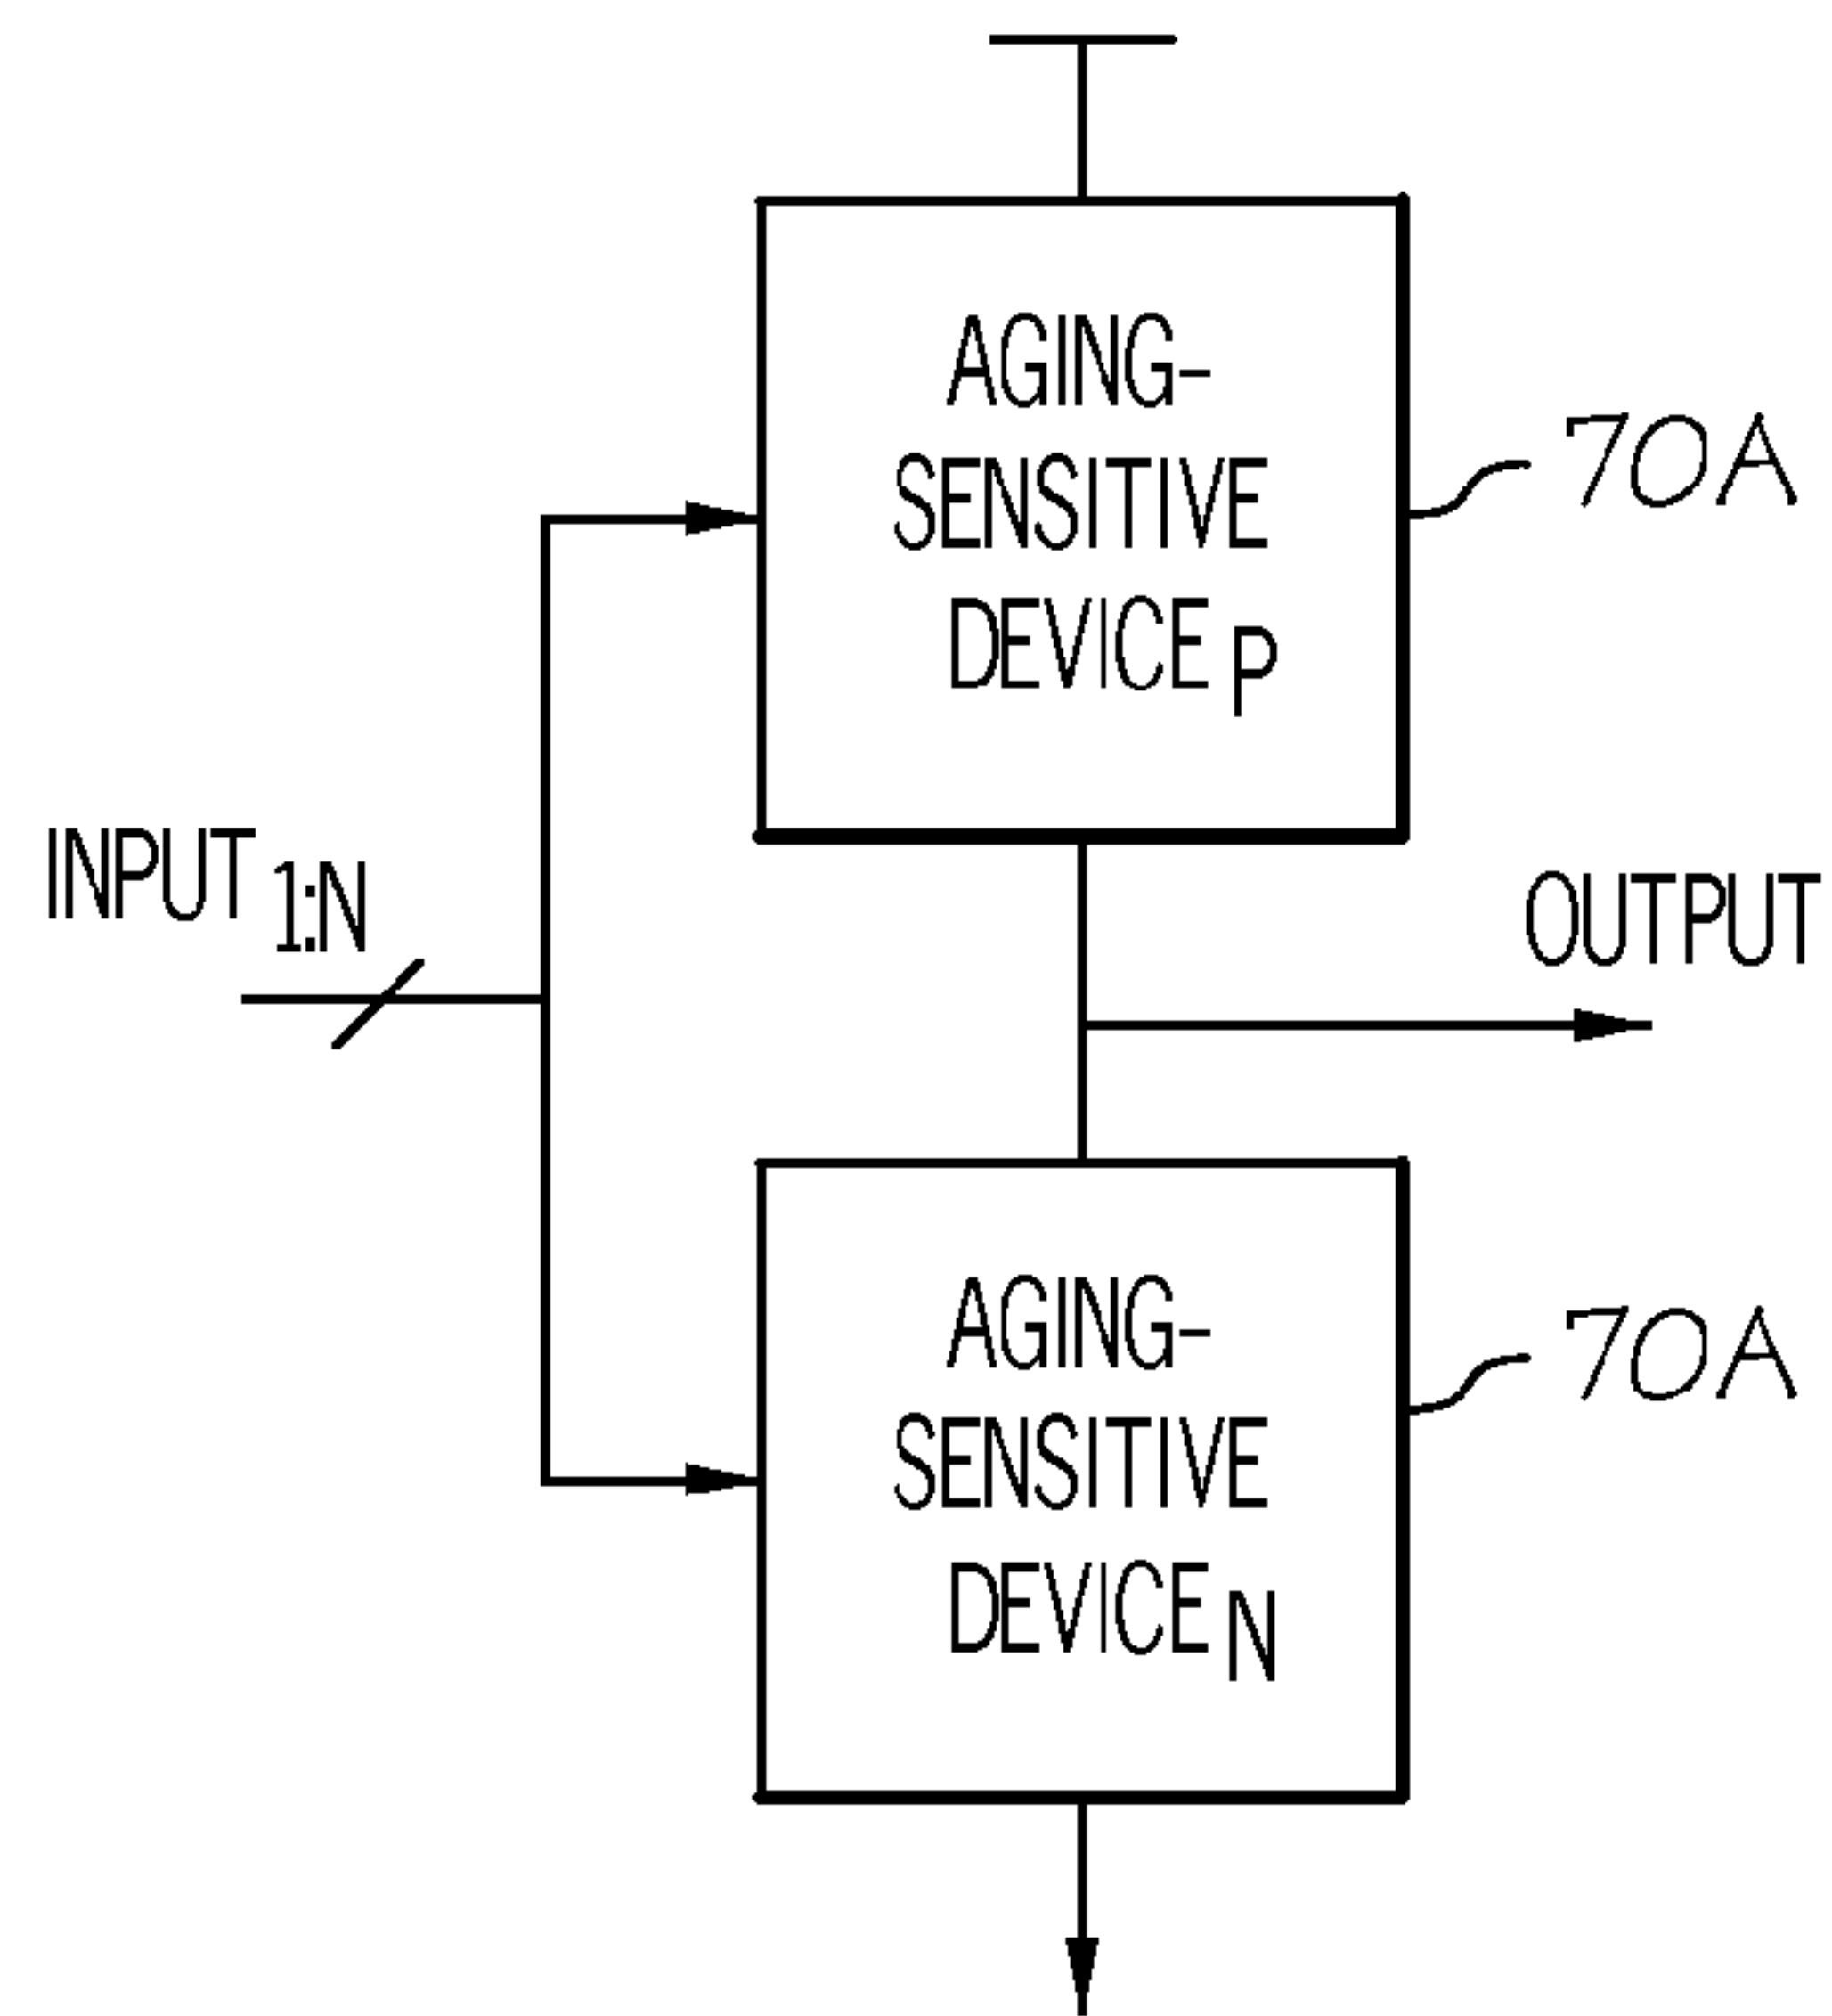 AGING-
SENSITIVE
DEVICE P
70A
INPUT 1:N
OUTPUT
AGING-
SENSITIVE
DEVICE N
70A